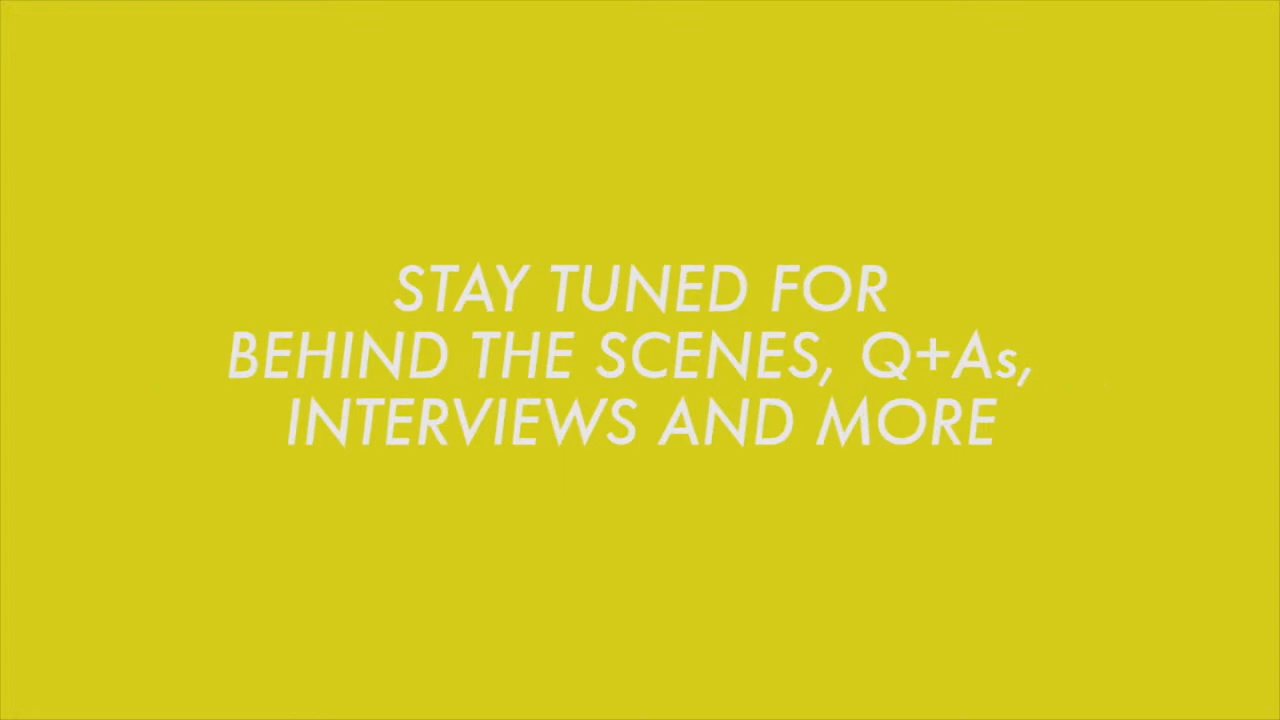 STAY TUNED FOR
BEHIND THE SCENES, Q+As,
INTERVIEWS AND MORE